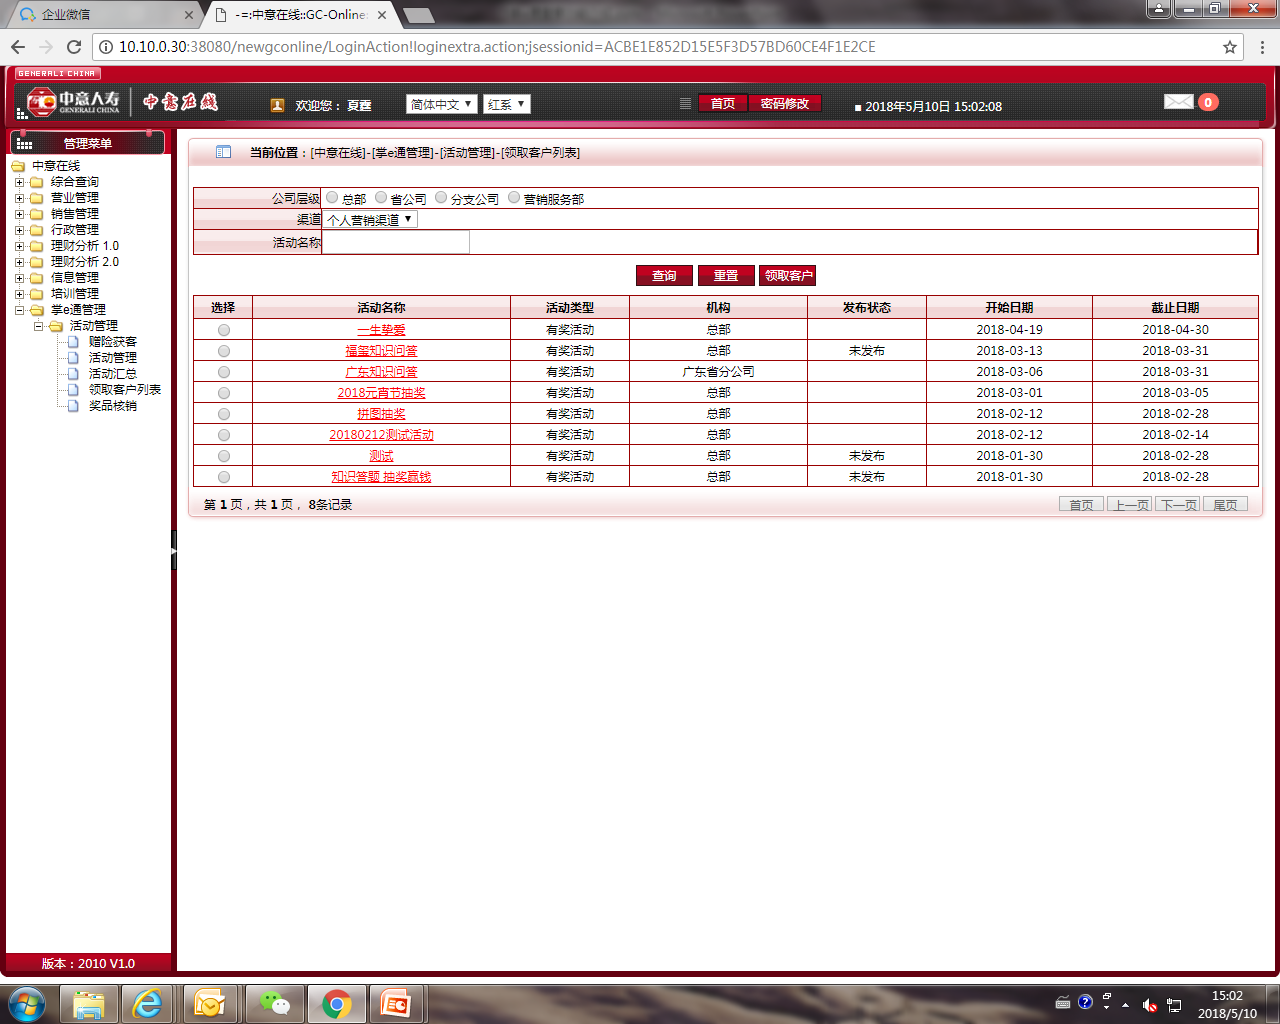 企业微信
-=:中意在线::GC-Online:
10.10.0.30:38080/newgconline/LoginAction!loginextra.action;jsessionid=ACBE1E852D15E5F3D57BD60CE4F1E2CE
GENERALI CHINA
中意人寿 GENERALI CHINA 中意在线
欢迎您： 夏鑫 简体中文 红系 首页 密码修改 2018年5月10日 15:02:08 0
管理菜单
中意在线
综合查询
营业管理
销售管理
行政管理
理财分析 1.0
理财分析 2.0
信息管理
培训管理
掌e通管理
活动管理
赠险获客
活动管理
活动汇总
领取客户列表
奖品核销
版本：2010 V1.0
当前位置：[中意在线]-[掌e通管理]-[活动管理]-[领取客户列表]
公司层级 总部 省公司 分支公司 营销服务部
渠道 个人营销渠道
活动名称
查询 重置 领取客户
选择 活动名称 活动类型 机构 发布状态 开始日期 截止日期
一生挚爱 有奖活动 总部 2018-04-19 2018-04-30
福玺知识问答 有奖活动 总部 未发布 2018-03-13 2018-03-31
广东知识问答 有奖活动 广东省分公司 2018-03-06 2018-03-31
2018元宵节抽奖 有奖活动 总部 2018-03-01 2018-03-05
拼图抽奖 有奖活动 总部 2018-02-12 2018-02-28
20180212测试活动 有奖活动 总部 2018-02-12 2018-02-14
测试 有奖活动 总部 未发布 2018-01-30 2018-02-28
知识答题 抽奖赢钱 有奖活动 总部 未发布 2018-01-30 2018-02-28
第 1 页，共 1 页， 8条记录 首页 上一页 下一页 尾页
15:02
2018/5/10